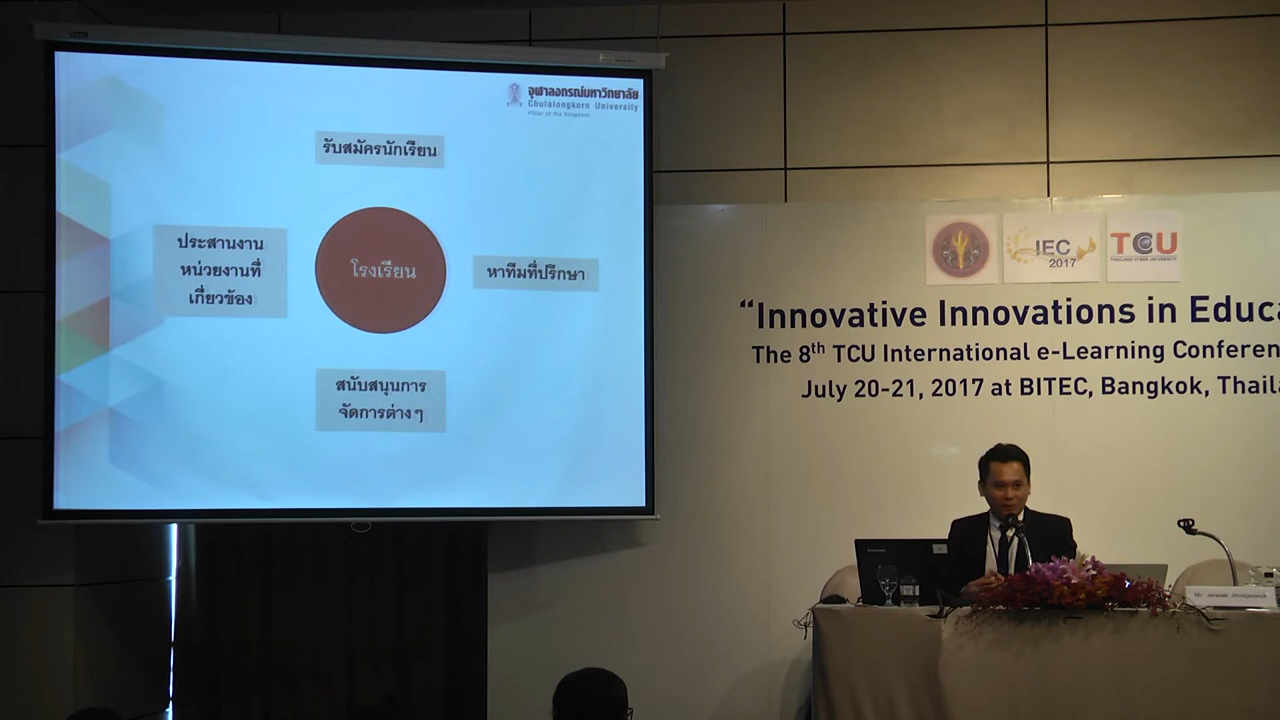 จุฬาลงกรณ์มหาวิทยาลัย
Chulalongkorn University
Pillar of the Kingdom
รับสมัครนักเรียน
ประสานงาน
หน่วยงานที่
เกี่ยวข้อง
โรงเรียน
หาทีมที่ปรึกษา
สนับสนุนการ
จัดการต่างๆ
IEC
2017
TCU
THAILAND CYBER UNIVERSITY
“Innovative Innovations in Educa
The 8th TCU International e-Learning Conferen
July 20-21, 2017 at BITEC, Bangkok, Thaila
Mr.